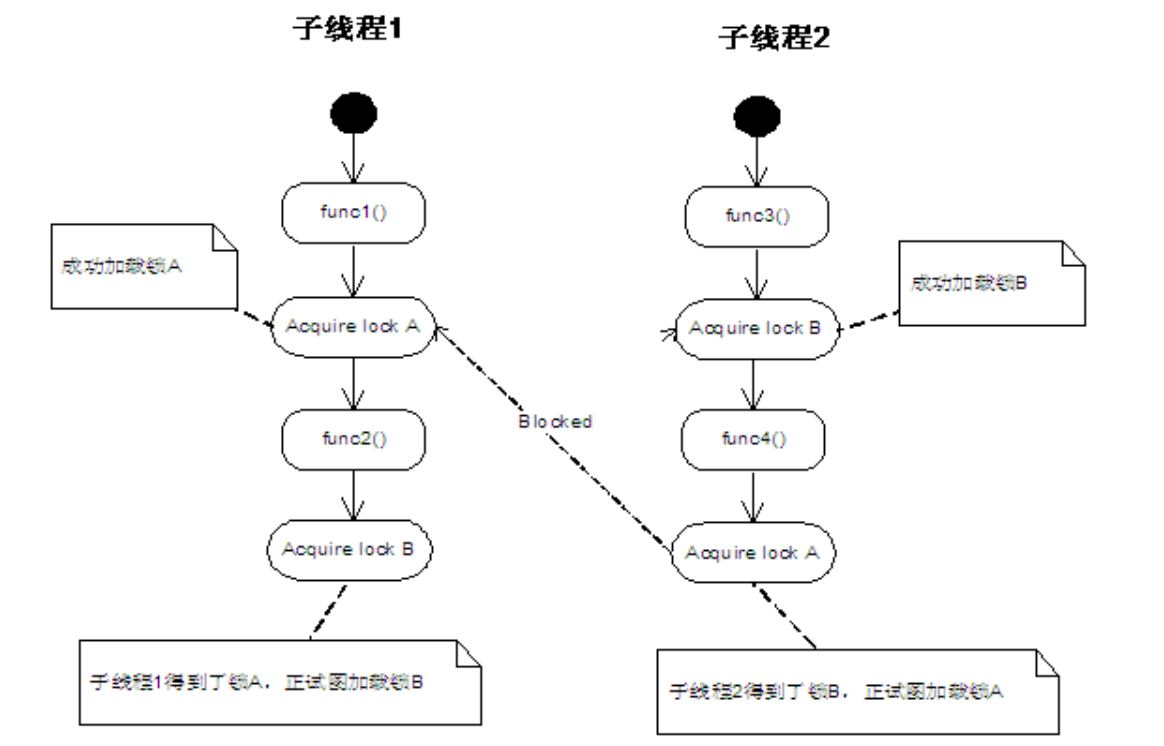 子线程1
子线程2
func1()
func3()
成功加载锁A
成功加载锁B
Acquire lock A
Acquire lock B
Blocked
func2()
func4()
Acquire lock B
Acquire lock A
子线程1得到了锁A，正试图加载锁B
子线程2得到了锁B，正试图加载锁A